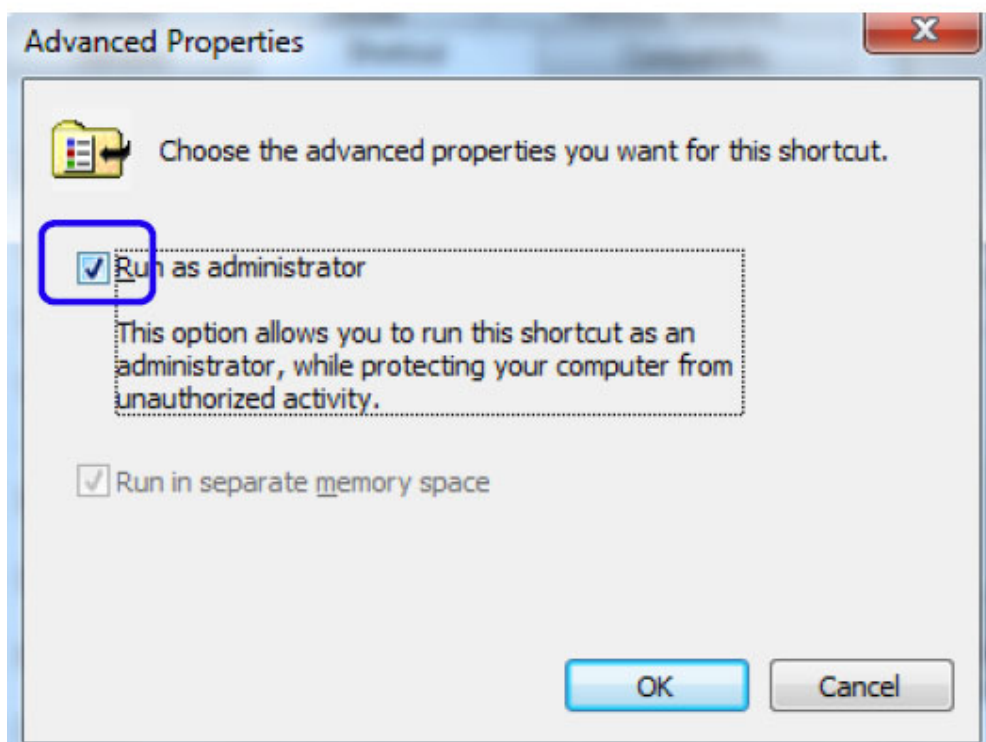 Advanced Properties
Choose the advanced properties you want for this shortcut.
Run as administrator
This option allows you to run this shortcut as an
administrator, while protecting your computer from
unauthorized activity.
Run in separate memory space
OK
Cancel